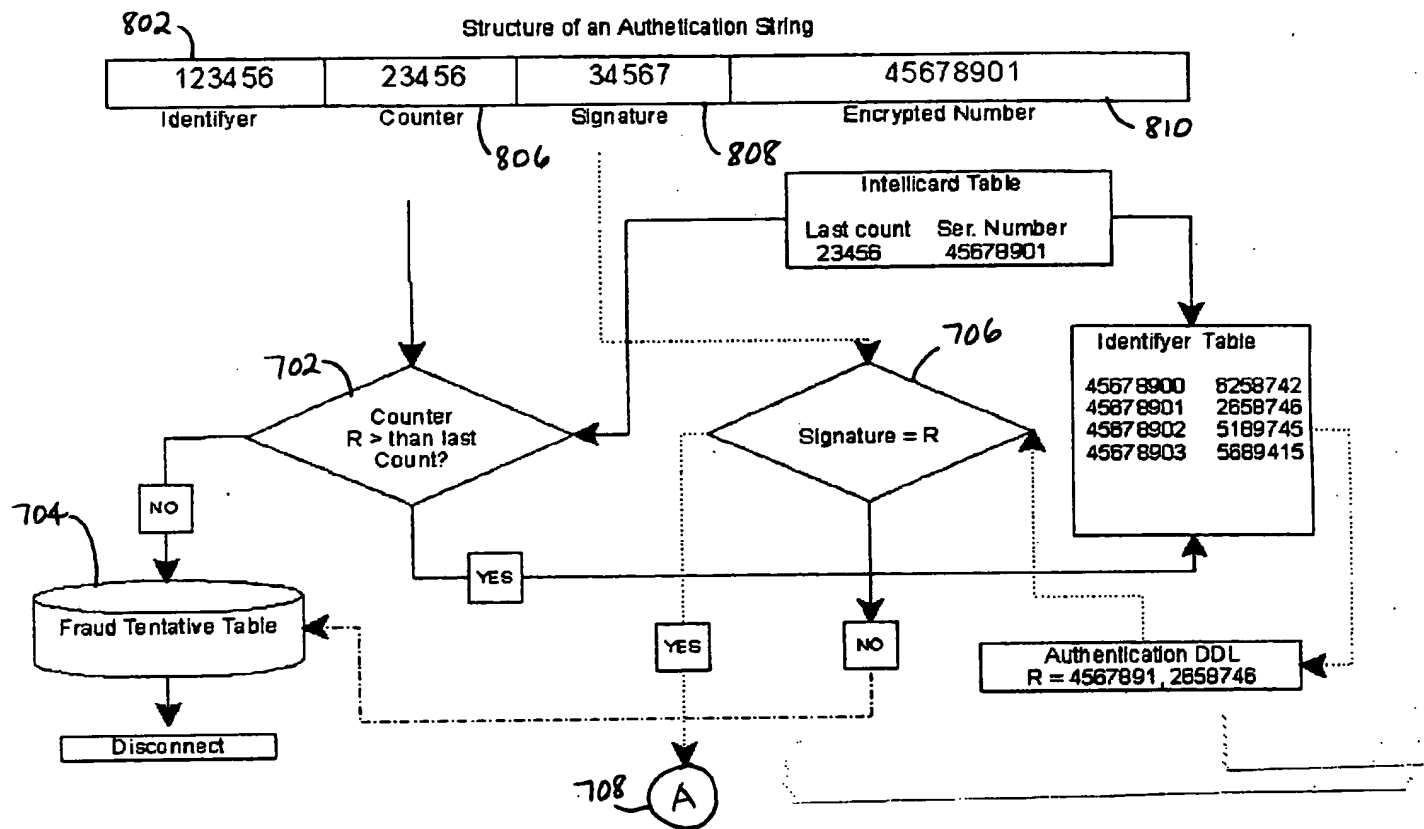 802
Structure of an Authetication String
123456 23456 34567 45678901
Identifyer Counter Signature Encrypted Number
806 808 810
Intellicard Table
Last count Ser. Number
23456 45678901
702
706
Identifyer Table
45678900 6258742
45678901 2658746
45678902 5189745
45678903 5689415
Counter
R > than last
Count?
Signature = R
NO
704
YES
Fraud Tentative Table
YES
NO
Authentication DDL
R = 4567891, 2658746
Disconnect
708
A